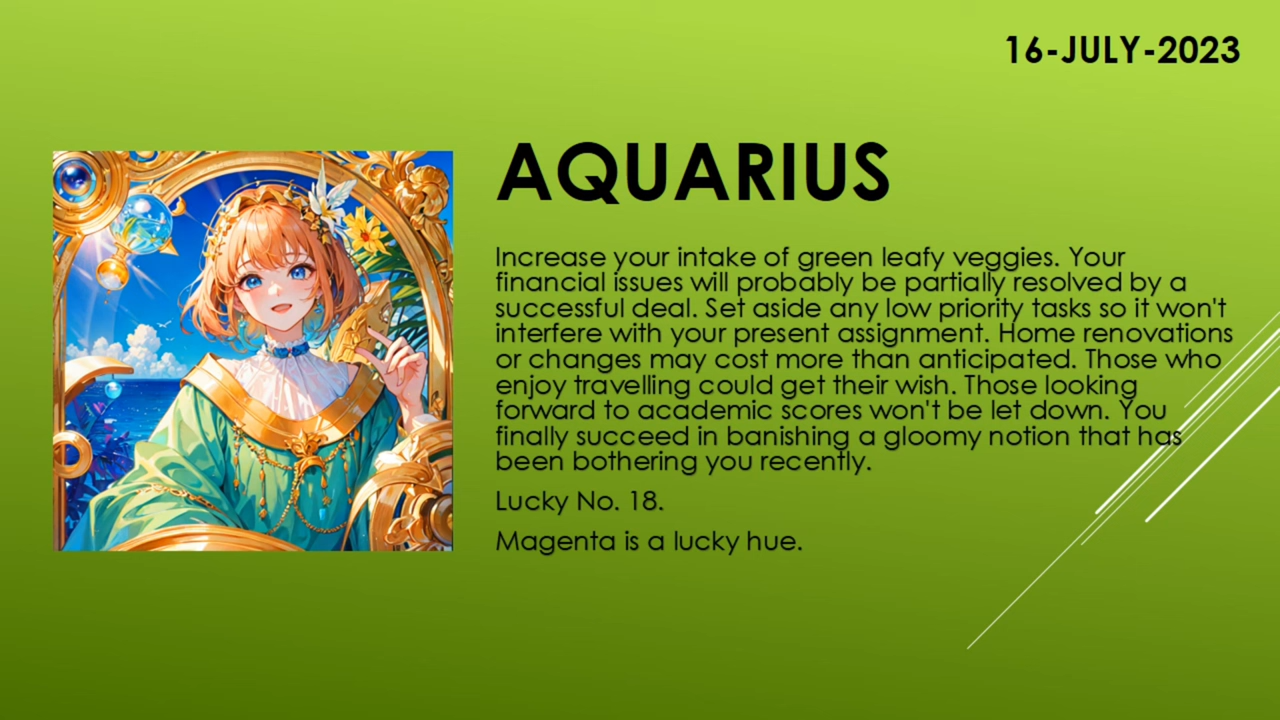 16-JULY-2023
AQUARIUS
Increase your intake of green leafy veggies. Your
financial issues will probably be partially resolved by a
successful deal. Set aside any low priority tasks so it won't
interfere with your present assignment. Home renovations
or changes may cost more than anticipated. Those who
enjoy travelling could get their wish. Those looking
forward to academic scores won't be let down. You
finally succeed in banishing a gloomy notion that has
been bothering you recently.
Lucky No. 18.
Magenta is a lucky hue.